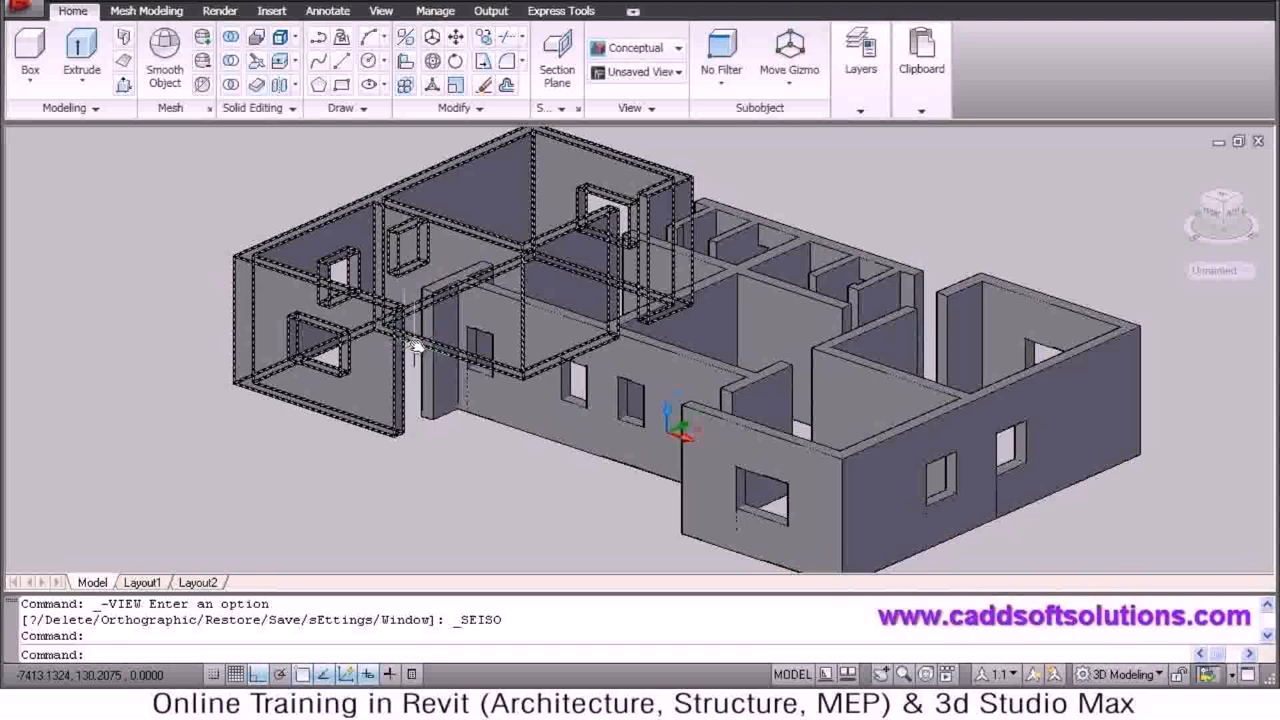 Home Mesh Modeling Render Insert Annotate View Manage Output Express Tools
Box Extrude Smooth Object Section Plane Conceptual Unsaved View No Filter Move Gizmo Layers Clipboard
Modeling Mesh Solid Editing Draw Modify S... View Subobject
Unnamed
Model Layout1 Layout2
Command: _-VIEW Enter an option
[?/Delete/Orthographic/Restore/Save/sEttings/Window]: _SEISO
Command:
Command:
www.caddsoftsolutions.com
-7413.1324, 130.2075, 0.0000 MODEL 1:1 3D Modeling
Online Training in Revit (Architecture, Structure, MEP) & 3d Studio Max